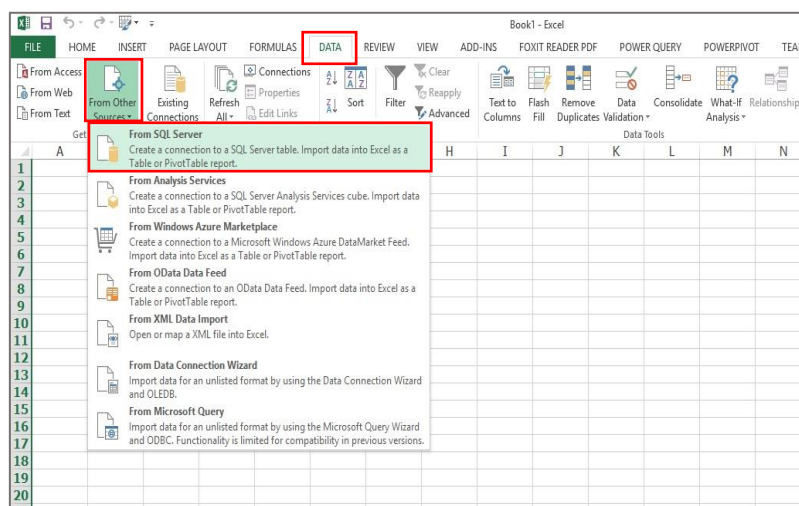 Book1 - Excel
FILE HOME INSERT PAGE LAYOUT FORMULAS DATA REVIEW VIEW ADD-INS FOXIT READER PDF POWER QUERY POWERPIVOT TEA
From Access
From Web
From Text
From Other
Sources
Existing
Connections
Refresh
All
Connections
Properties
Edit Links
Sort
Filter
Clear
Reapply
Advanced
Text to
Columns
Flash
Fill
Remove
Duplicates
Data
Validation
Consolidate
What-If
Analysis
Relationship
Get
Data Tools
A H I J K L M N
From SQL Server
Create a connection to a SQL Server table. Import data into Excel as a
Table or PivotTable report.
From Analysis Services
Create a connection to a SQL Server Analysis Services cube. Import data
into Excel as a Table or PivotTable report.
From Windows Azure Marketplace
Create a connection to a Microsoft Windows Azure DataMarket Feed.
Import data into Excel as a Table or PivotTable report.
From OData Data Feed
Create a connection to an OData Data Feed. Import data into Excel as a
Table or PivotTable report.
From XML Data Import
Open or map a XML file into Excel.
From Data Connection Wizard
Import data for an unlisted format by using the Data Connection Wizard
and OLEDB.
From Microsoft Query
Import data for an unlisted format by using the Microsoft Query Wizard
and ODBC. Functionality is limited for compatibility in previous versions.
1
2
3
4
5
6
7
8
9
10
11
12
13
14
15
16
17
18
19
20